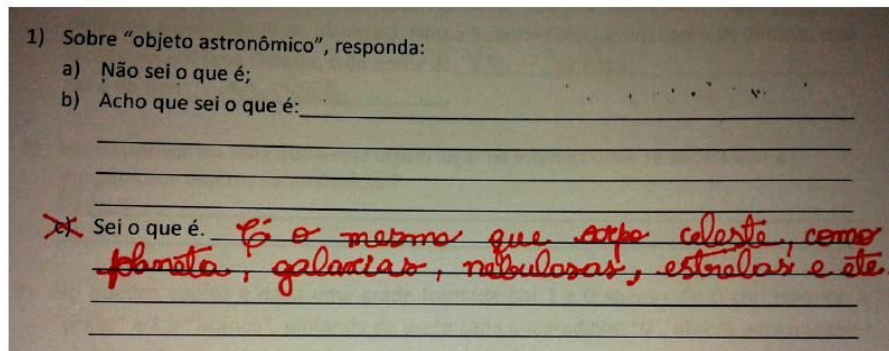 1) Sobre "objeto astronômico", responda:
a) Não sei o que é;
b) Acho que sei o que é:
c) Sei o que é. É o mesmo que corpo celeste, como
planeta, galaxias, nebulosas, estrelas e etc.